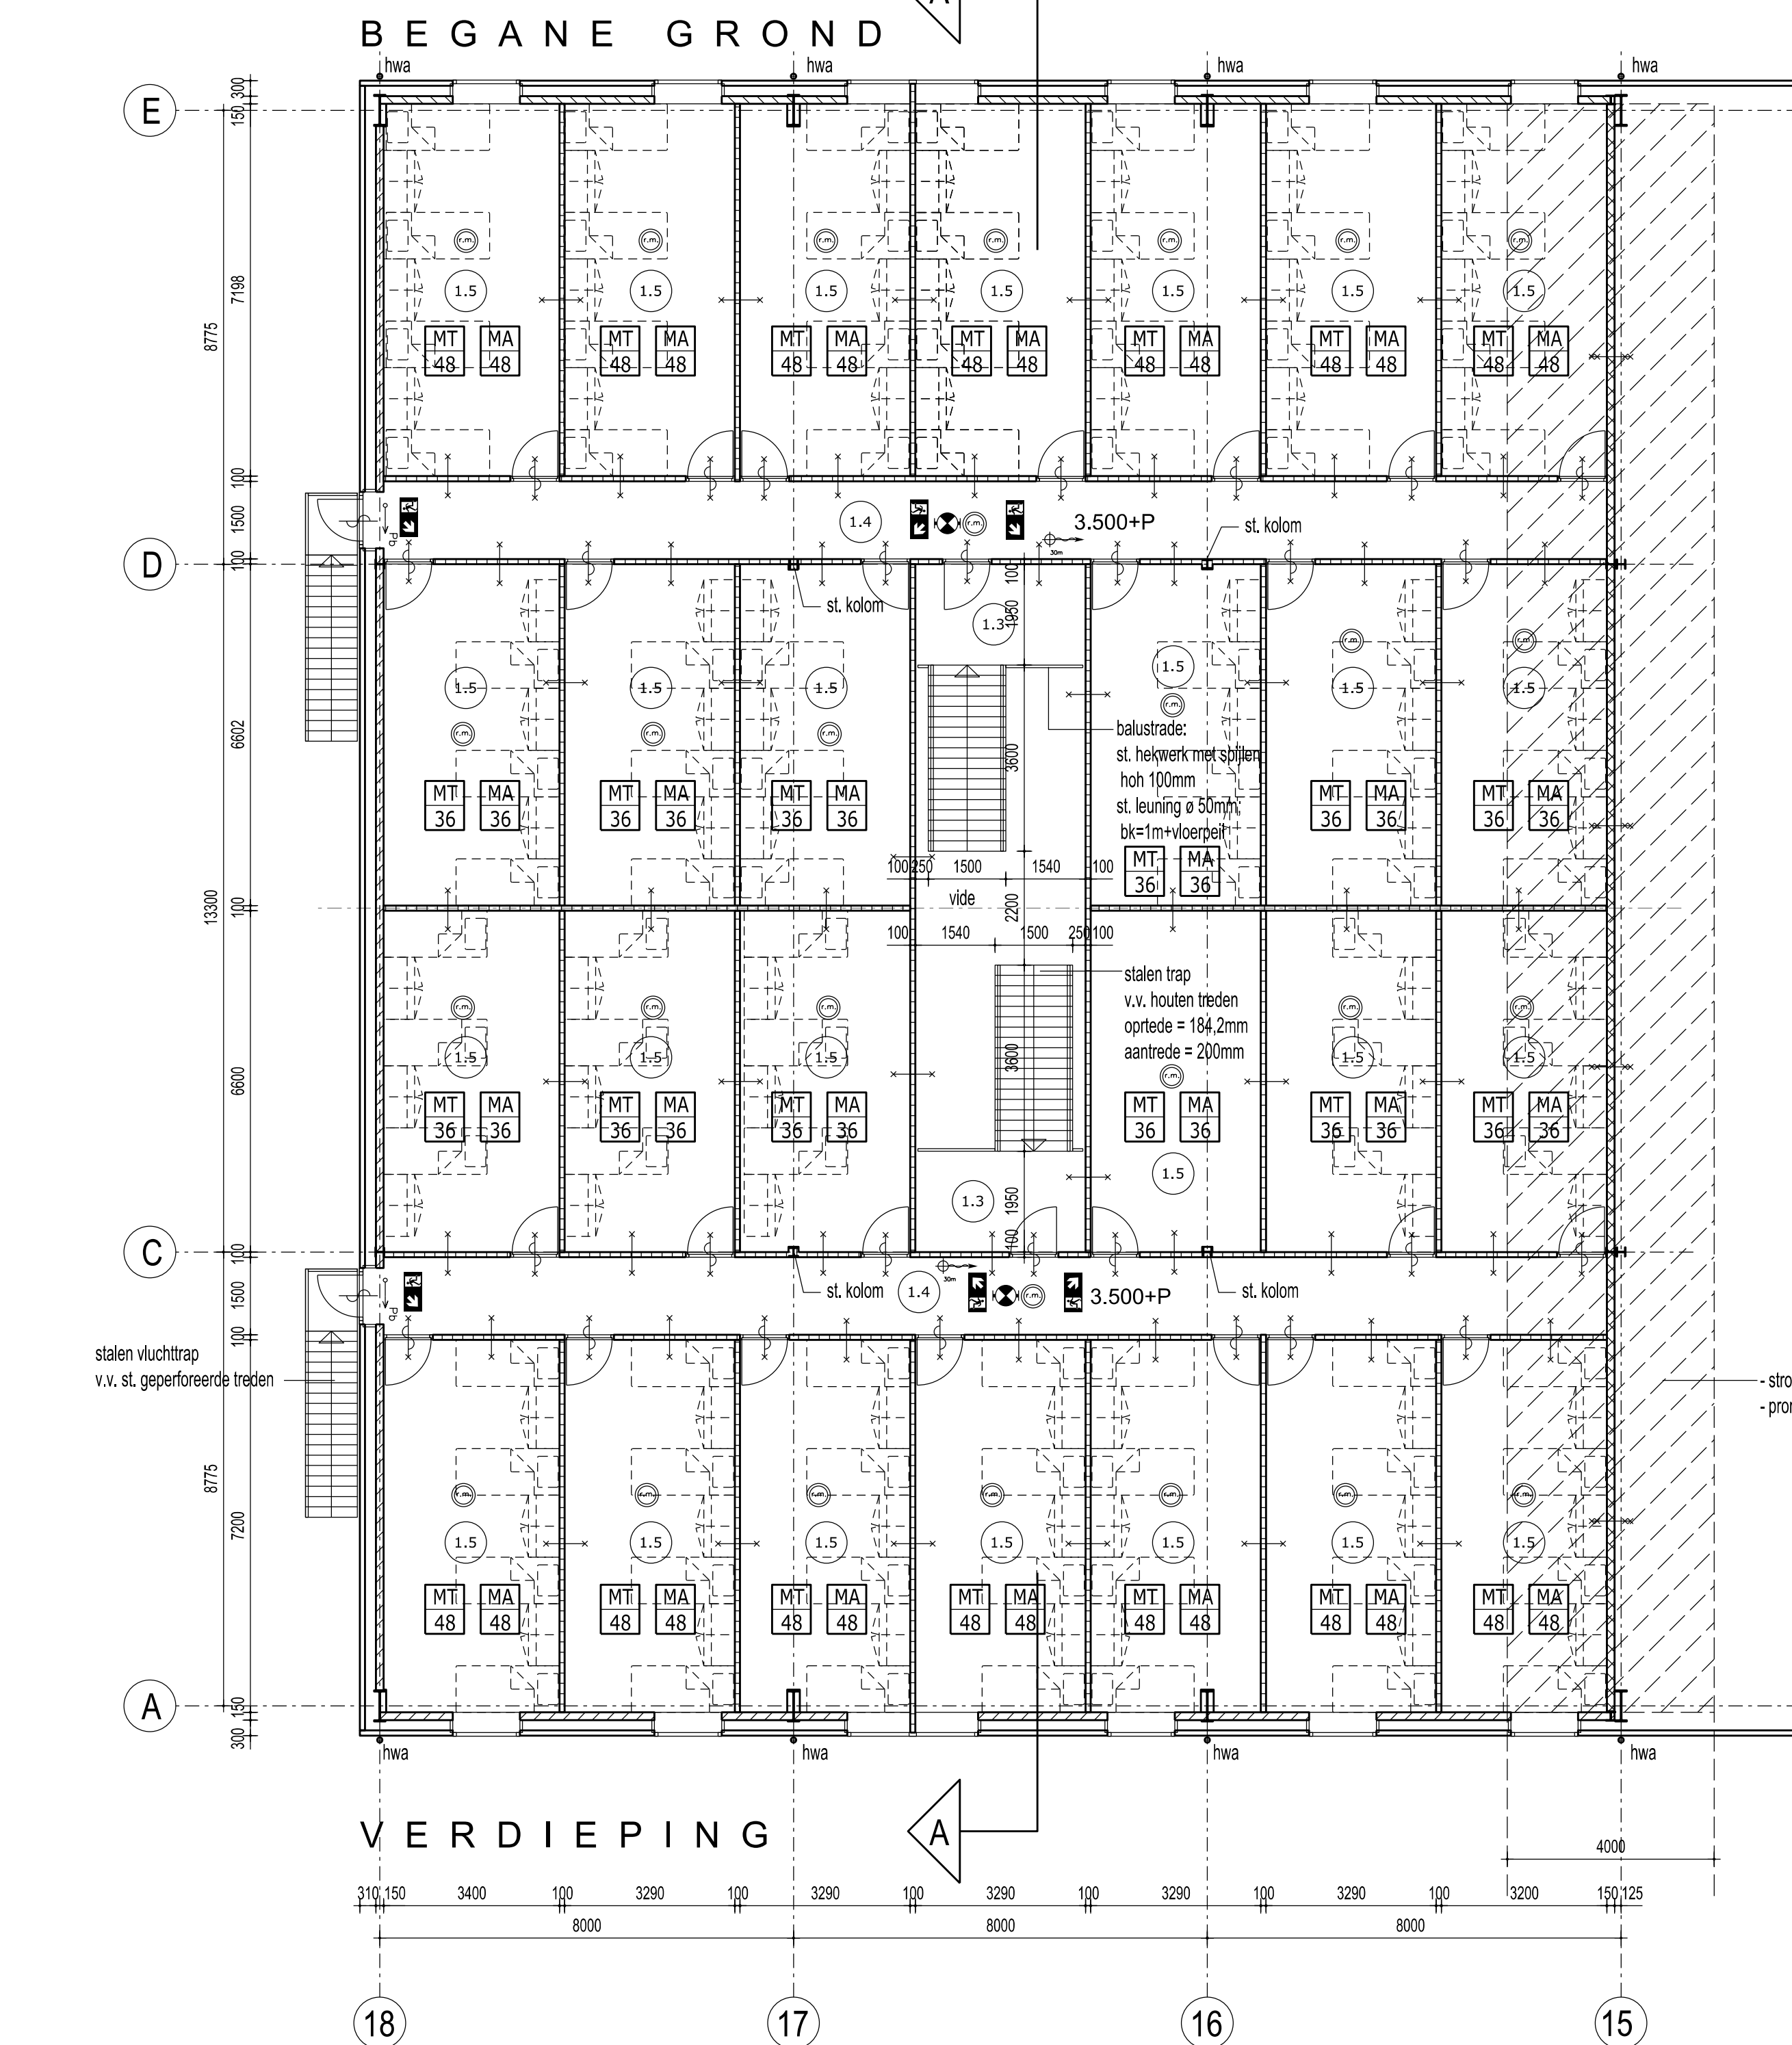 A
BEGANE GROND
hwa hwa hwa hwa
E
300
150
8775
7198
r.m. r.m. r.m. r.m. r.m. r.m. r.m.
1.5 1.5 1.5 1.5 1.5 1.5 1.5
MT MA MT MA MT MA MT MA MT MA MT MA MT MA
48 48 48 48 48 48 48 48 48 48 48 48 48 48
100
1500
Pb
1.4 r.m. 3.500+P
30m
st. kolom
D
100
st. kolom
100
1950
1.3
1.5 1.5 1.5 1.5 1.5 1.5
r.m. r.m. r.m. r.m. r.m. r.m.
6602
3600
balustrade:
st. hekwerk met spijlen
hoh 100mm
st. leuning ø 50mm;
bk=1m+vloerpeil
MT MA MT MA MT MA MT MA MT MA MT MA
36 36 36 36 36 36 36 36 36 36 36 36
100 250 1500 1540 100
vide
2200
13300
100
100 1540 1500 250 100
stalen trap
v.v. houten treden
oprtede = 184,2mm
aantrede = 200mm
r.m. r.m. r.m. r.m. r.m. r.m.
1.5 1.5 1.5 1.5 1.5
6600
3600
MT MA MT MA MT MA MT MA MT MA MT MA
36 36 36 36 36 36 36 36 36 36 36 36
1.5
1.3
1950
100
C
100
1500
Pb
st. kolom
1.4
30m
r.m. 3.500+P
st. kolom
100
stalen vluchttrap
v.v. st. geperforeerde treden
- stro
- pron
8775
7200
r.m. r.m. r.m. r.m. r.m. r.m. r.m.
1.5 1.5 1.5 1.5 1.5 1.5 1.5
MT MA MT MA MT MA MT MA MT MA MT MA MT MA
48 48 48 48 48 48 48 48 48 48 48 48 48 48
A
150
300
hwa hwa hwa hwa
VERDIEPING
A
4000
310 150 3400 100 3290 100 3290 100 3290 100 3290 100 3290 100 3200 150 125
8000 8000 8000
18 17 16 15